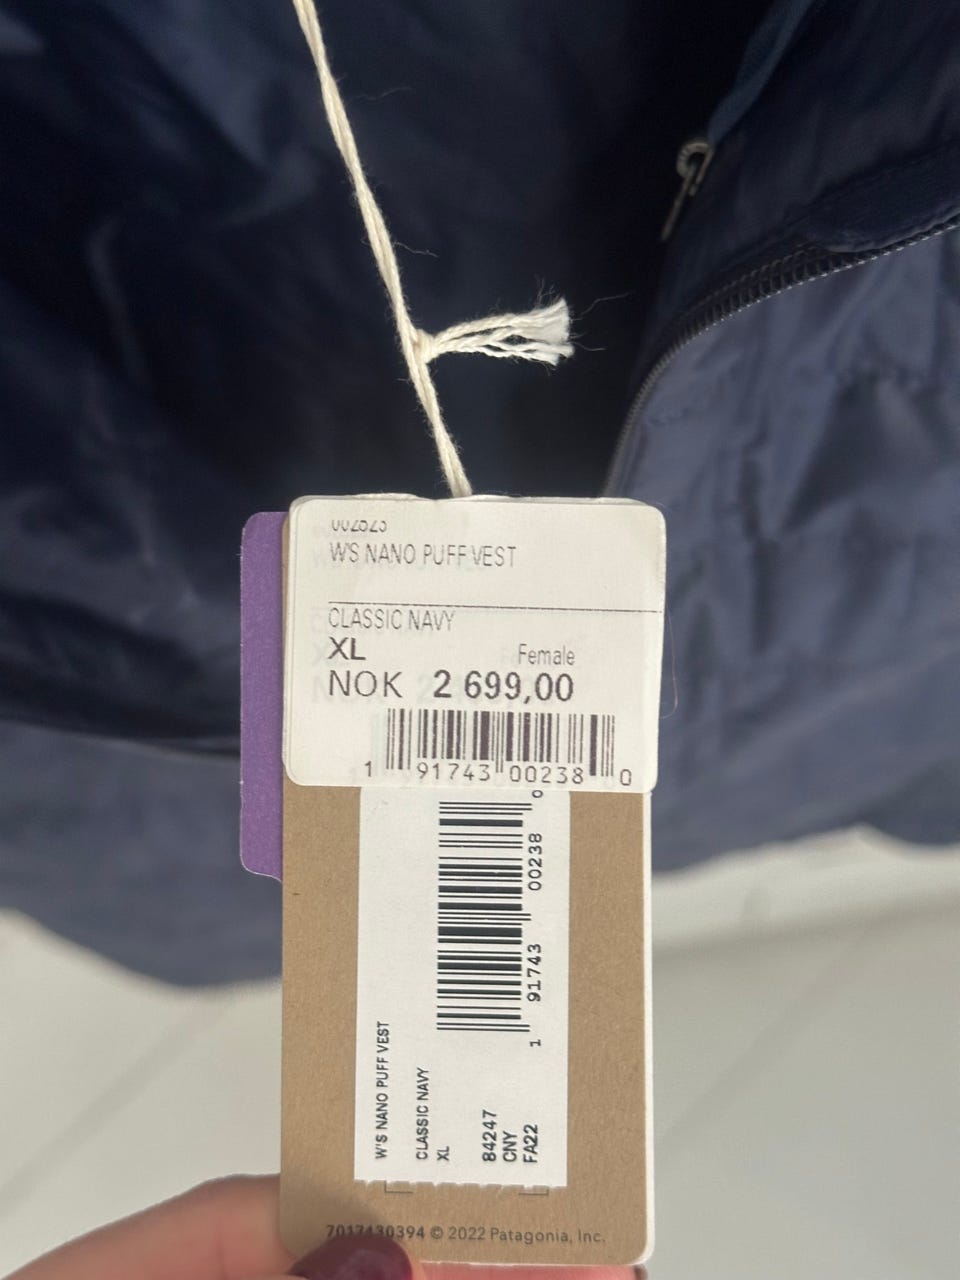 W'S NANO PUFF VEST
CLASSIC NAVY
XL Female
NOK 2 699,00
1 91743 00238 0
W'S NANO PUFF VEST
CLASSIC NAVY
XL
84247
CNY
FA22
1 91743 00238 0
7017430394 © 2022 Patagonia, Inc.